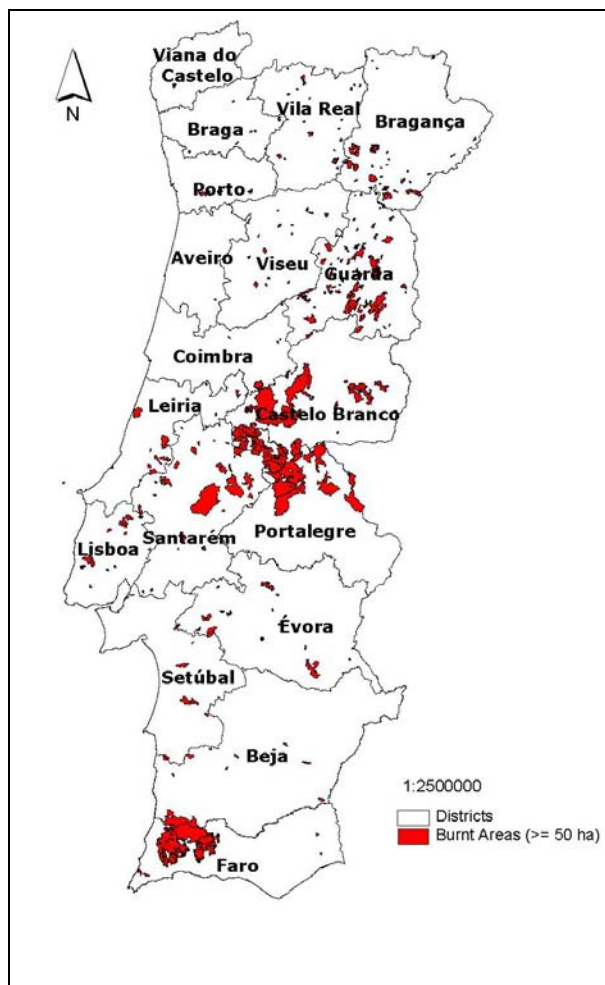 Viana do
Castelo
Vila Real
Bragança
Braga
N
Porto
Aveiro
Viseu
Guarda
Coimbra
Leiria
Castelo Branco
Portalegre
Santarém
Lisboa
Évora
Setúbal
Beja
1:2500000
Districts
Burnt Areas (>= 50 ha)
Faro